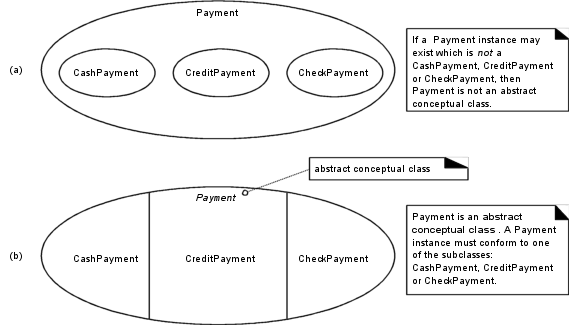 Payment
(a)
CashPayment
CreditPayment
CheckPayment
If a Payment instance may
exist which is not a
CashPayment, CreditPayment
or CheckPayment, then
Payment is not an abstract
conceptual class.
abstract conceptual class
Payment
(b)
CashPayment
CreditPayment
CheckPayment
Payment is an abstract
conceptual class . A Payment
instance must conform to one
of the subclasses:
CashPayment, CreditPayment
or CheckPayment.